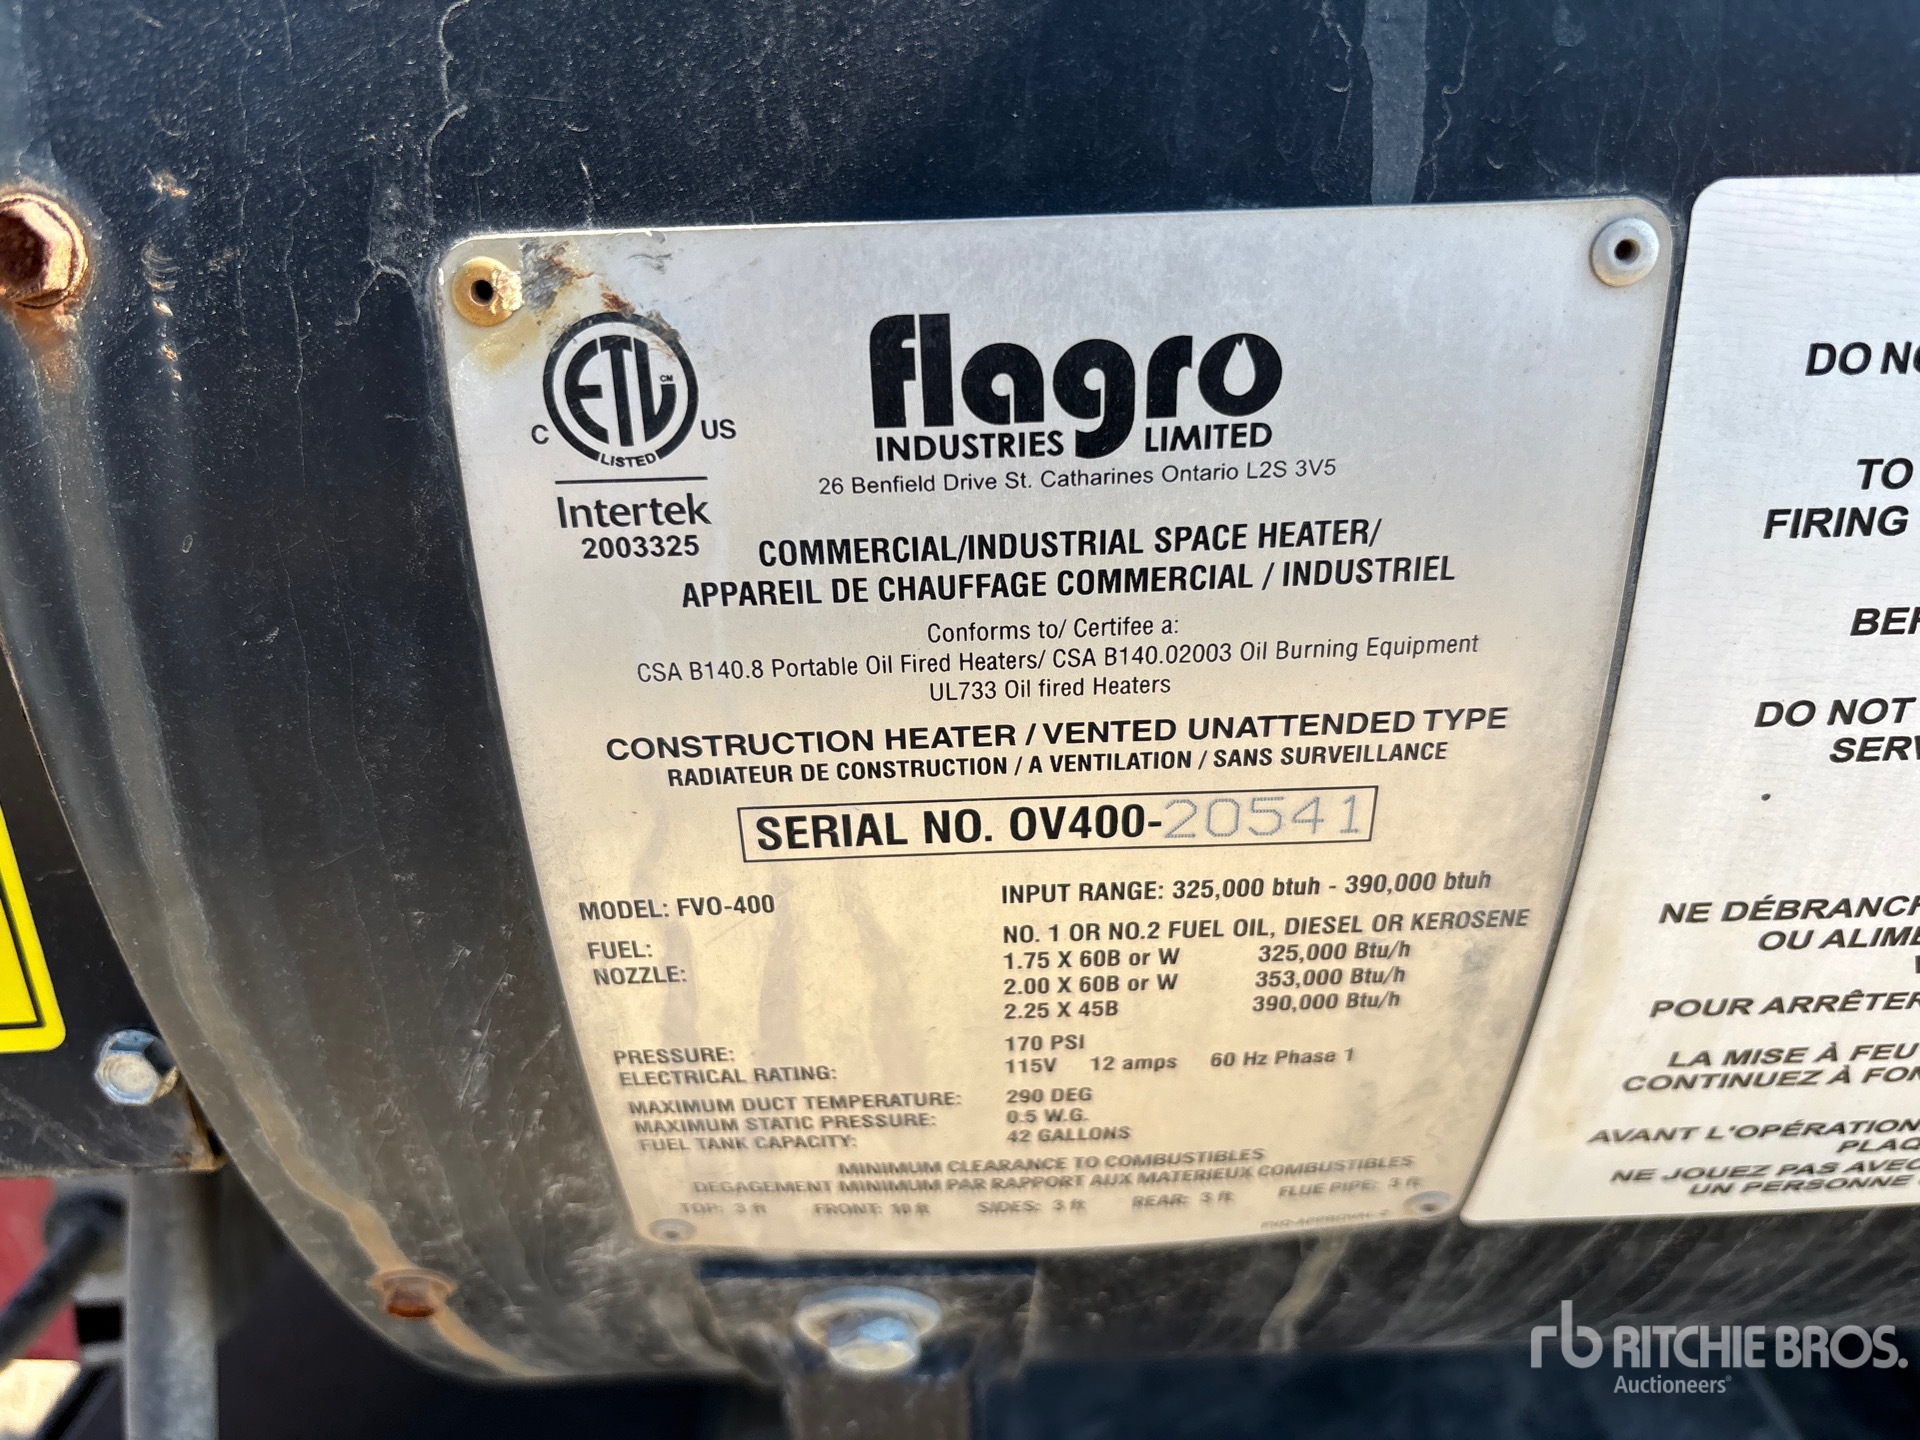 C ETL CM US
LISTED
Intertek
2003325
flagro
INDUSTRIES LIMITED
26 Benfield Drive St. Catharines Ontario L2S 3V5
COMMERCIAL/INDUSTRIAL SPACE HEATER/
APPAREIL DE CHAUFFAGE COMMERCIAL / INDUSTRIEL
Conforms to/ Certifee a:
CSA B140.8 Portable Oil Fired Heaters/ CSA B140.02003 Oil Burning Equipment
UL733 Oil fired Heaters
CONSTRUCTION HEATER / VENTED UNATTENDED TYPE
RADIATEUR DE CONSTRUCTION / A VENTILATION / SANS SURVEILLANCE
SERIAL NO. OV400-20541
MODEL: FVO-400 INPUT RANGE: 325,000 btuh - 390,000 btuh
FUEL: NO. 1 OR NO.2 FUEL OIL, DIESEL OR KEROSENE
NOZZLE: 1.75 X 60B or W 325,000 Btu/h
2.00 X 60B or W 353,000 Btu/h
2.25 X 45B 390,000 Btu/h
PRESSURE: 170 PSI
ELECTRICAL RATING: 115V 12 amps 60 Hz Phase 1
MAXIMUM DUCT TEMPERATURE: 290 DEG
MAXIMUM STATIC PRESSURE: 0.5 W.G.
FUEL TANK CAPACITY: 42 GALLONS
MINIMUM CLEARANCE TO COMBUSTIBLES
DEGAGEMENT MINIMUM PAR RAPPORT AUX MATERIEUX COMBUSTIBLES
TOP: 3 ft FRONT: 10 ft SIDES: 3 ft REAR: 3 ft FLUE PIPE: 3 ft
DO NO
TO
FIRING
BEF
DO NOT
SERV
NE DÉBRANCH
OU ALIME
POUR ARRÊTER
LA MISE À FEU
CONTINUEZ À FON
AVANT L'OPÉRATION
PLAQ
NE JOUEZ PAS AVEC
UN PERSONNE
rb RITCHIE BROS.
Auctioneers